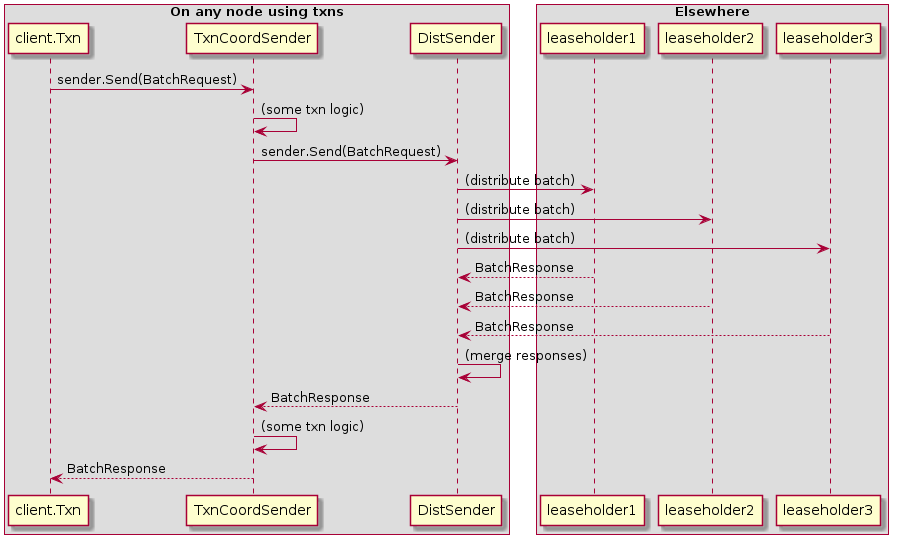 On any node using txns
Elsewhere
client.Txn
TxnCoordSender
DistSender
leaseholder1
leaseholder2
leaseholder3
sender.Send(BatchRequest)
(some txn logic)
sender.Send(BatchRequest)
(distribute batch)
(distribute batch)
(distribute batch)
BatchResponse
BatchResponse
BatchResponse
(merge responses)
BatchResponse
(some txn logic)
BatchResponse
client.Txn
TxnCoordSender
DistSender
leaseholder1
leaseholder2
leaseholder3